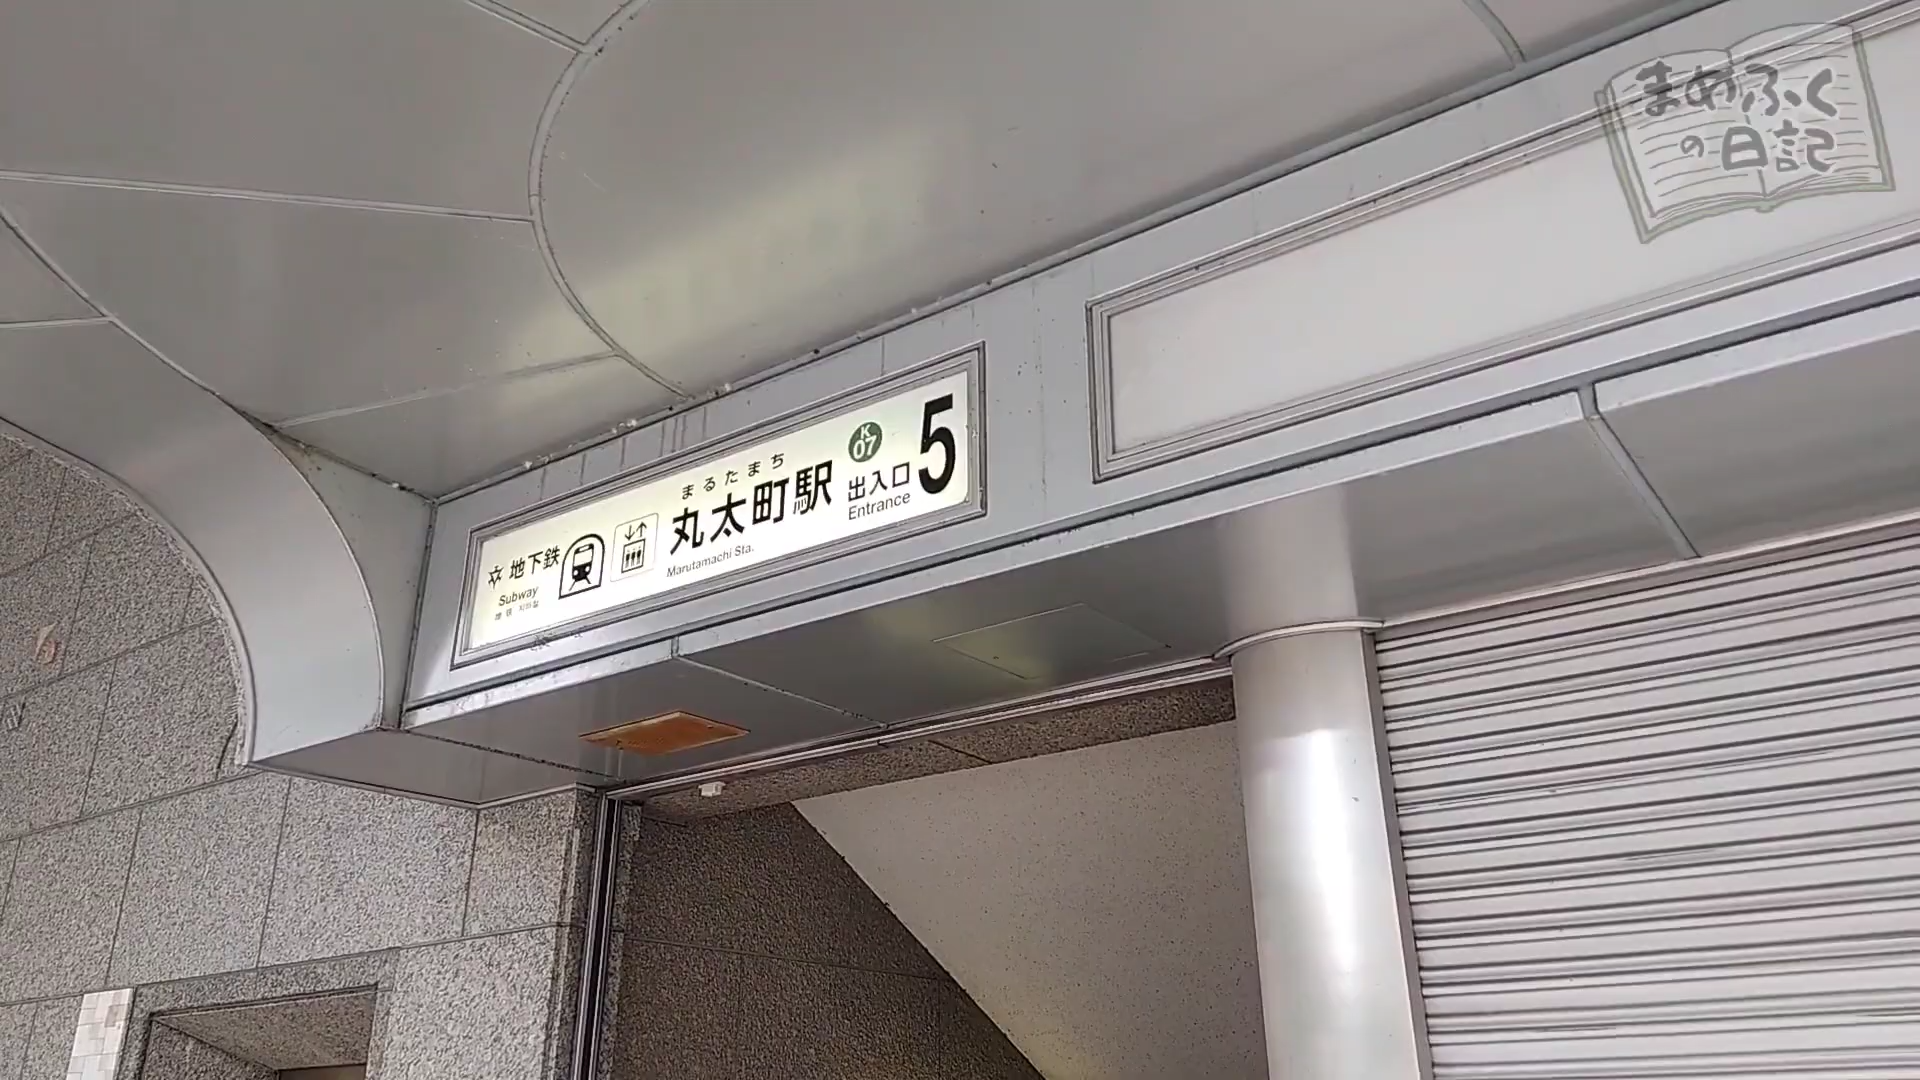 まめふく
の日記
地下鉄
Subway
まるたまち
丸太町駅
Marutamachi Sta.
K
07
出入口
Entrance
5